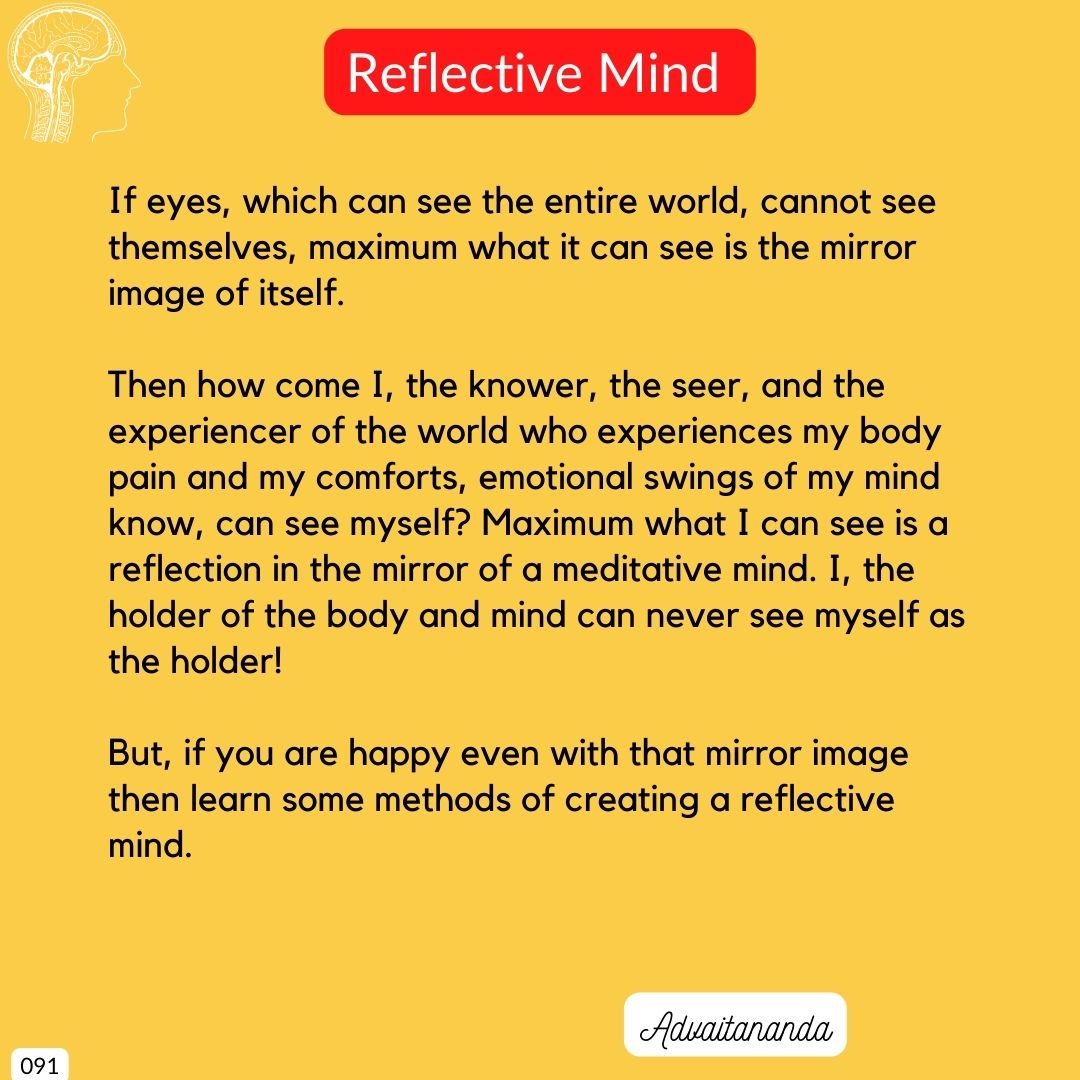 Reflective Mind
If eyes, which can see the entire world, cannot see
themselves, maximum what it can see is the mirror
image of itself.
Then how come I, the knower, the seer, and the
experiencer of the world who experiences my body
pain and my comforts, emotional swings of my mind
know, can see myself? Maximum what I can see is a
reflection in the mirror of a meditative mind. I, the
holder of the body and mind can never see myself as
the holder!
But, if you are happy even with that mirror image
then learn some methods of creating a reflective
mind.
Advaitananda
091